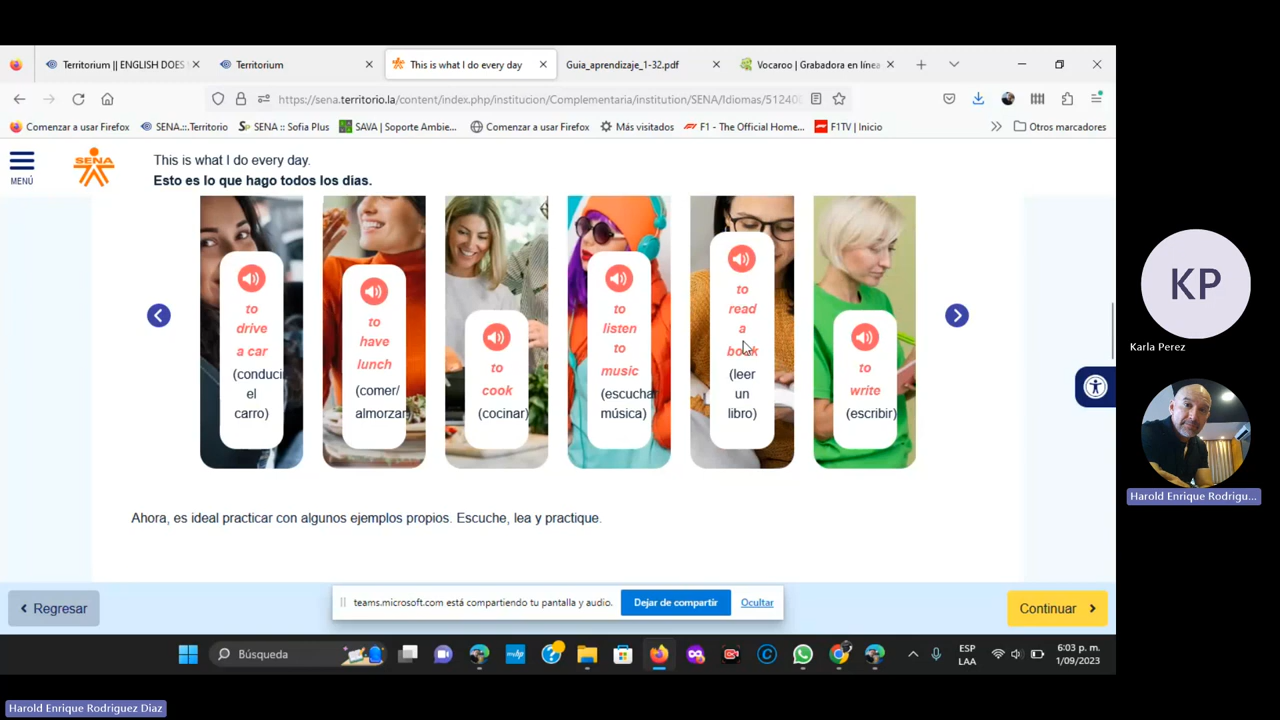 Territorium || ENGLISH DOES
Territorium
This is what I do every day
Guia_aprendizaje_1-32.pdf
Vocaroo | Grabadora en línea
https://sena.territorio.la/content/index.php/institucion/Complementaria/institution/SENA/Idiomas/51240
Comenzar a usar Firefox
SENA.::.Territorio
SENA :: Sofia Plus
SAVA | Soporte Ambie...
Comenzar a usar Firefox
Más visitados
F1 - The Official Home...
F1TV | Inicio
Otros marcadores
MENÚ
SENA
This is what I do every day.
Esto es lo que hago todos los días.
to
drive
a car
(conduci
el
carro)
to
have
lunch
(comer/
almorzar)
to
cook
(cocinar)
to
listen
to
music
(escuchar
música)
to
read
a
book
(leer
un
libro)
to
write
(escribir)
Ahora, es ideal practicar con algunos ejemplos propios. Escuche, lea y practique.
Regresar
teams.microsoft.com está compartiendo tu pantalla y audio.
Dejar de compartir
Ocultar
Continuar
Búsqueda
ESP
LAA
6:03 p. m.
1/09/2023
KP
Karla Perez
Harold Enrique Rodrigu...
Harold Enrique Rodriguez Diaz